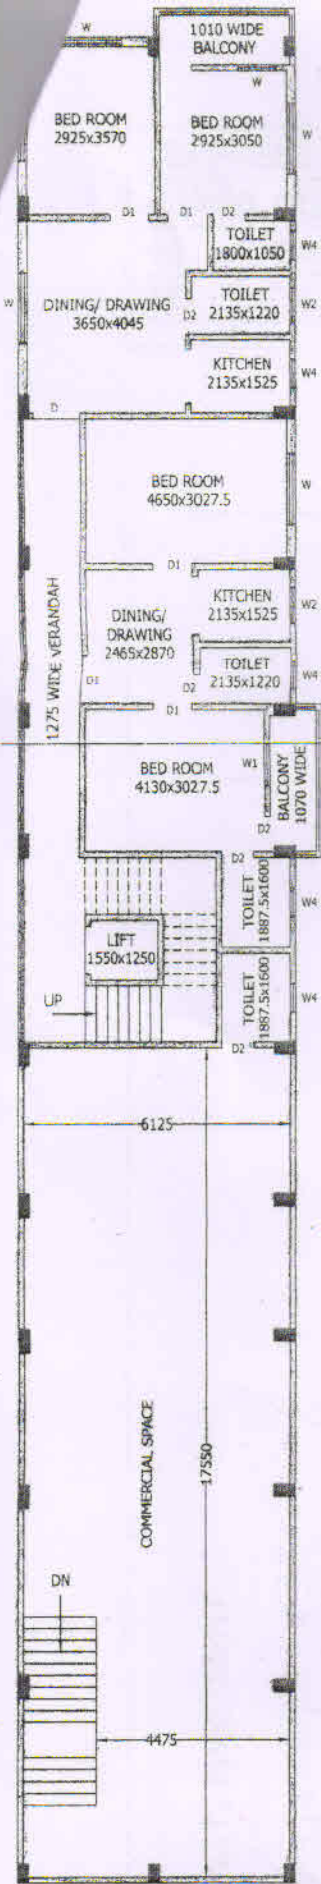 W
1010 WIDE
BALCONY
W
BED ROOM
2925x3570
BED ROOM
2925x3050
W
D1
D1
D2
TOILET
1800x1050
W4
W
DINING/ DRAWING
3650x4045
D2
TOILET
2135x1220
W2
KITCHEN
2135x1525
W4
D
BED ROOM
4650x3027.5
W
D1
1275 WIDE VERANDAH
DINING/
DRAWING
2465x2870
KITCHEN
2135x1525
W2
D1
D2
TOILET
2135x1220
W4
D1
BED ROOM
4130x3027.5
W1
BALCONY
1070 WIDE
D2
D2
TOILET
1887.5x1600
W4
LIFT
1550x1250
UP
TOILET
1887.5x1600
W4
D2
6125
COMMERCIAL SPACE
17550
DN
4475